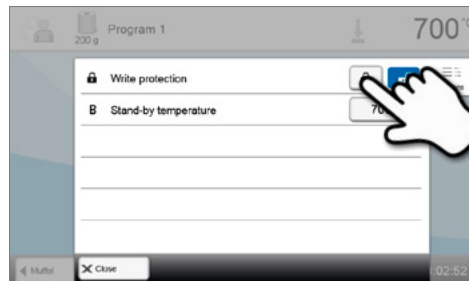 200 g Program 1 700°
Write protection
B Stand-by temperature 70
Muffel Close :02:52